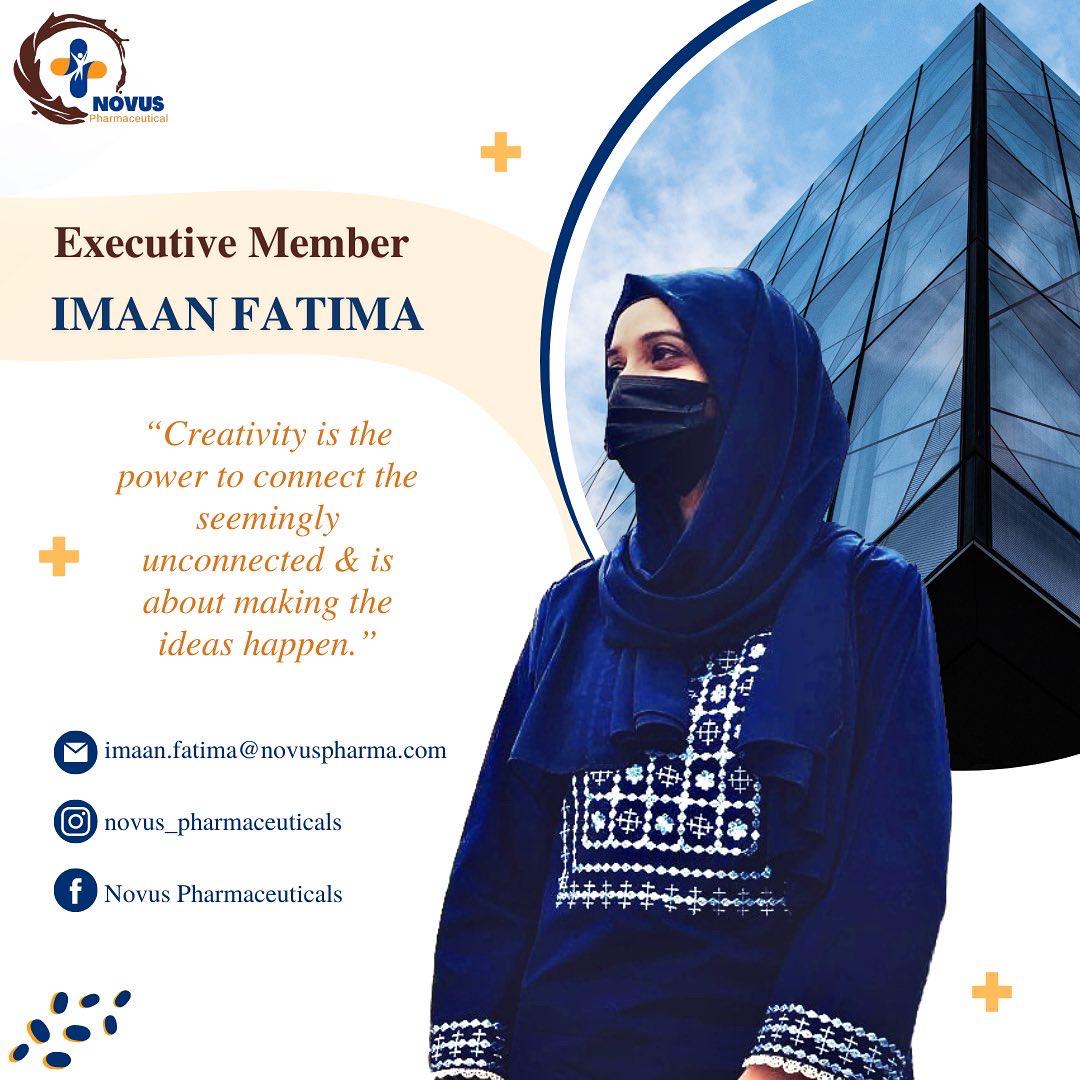 NOVUS
Pharmaceutical
Executive Member
IMAAN FATIMA
“Creativity is the
power to connect the
seemingly
unconnected & is
about making the
ideas happen.”
imaan.fatima@novuspharma.com
novus_pharmaceuticals
Novus Pharmaceuticals